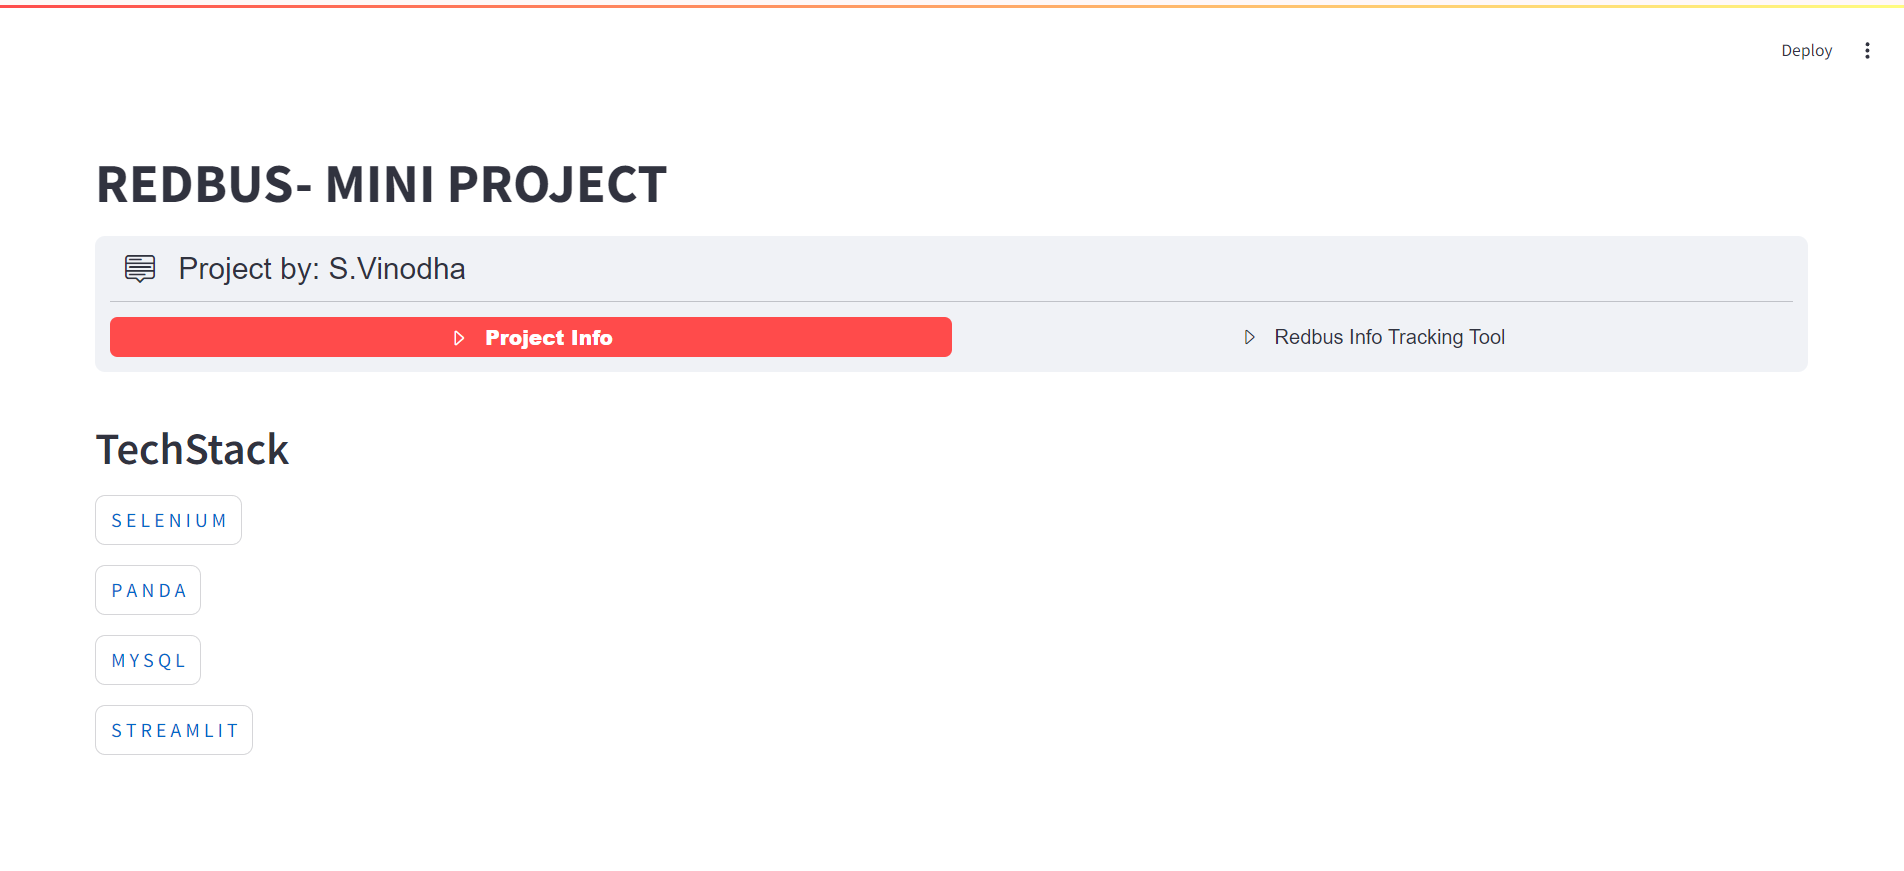 Deploy
REDBUS- MINI PROJECT
Project by: S.Vinodha
Project Info
Redbus Info Tracking Tool
TechStack
SELENIUM
PANDA
MYSQL
STREAMLIT